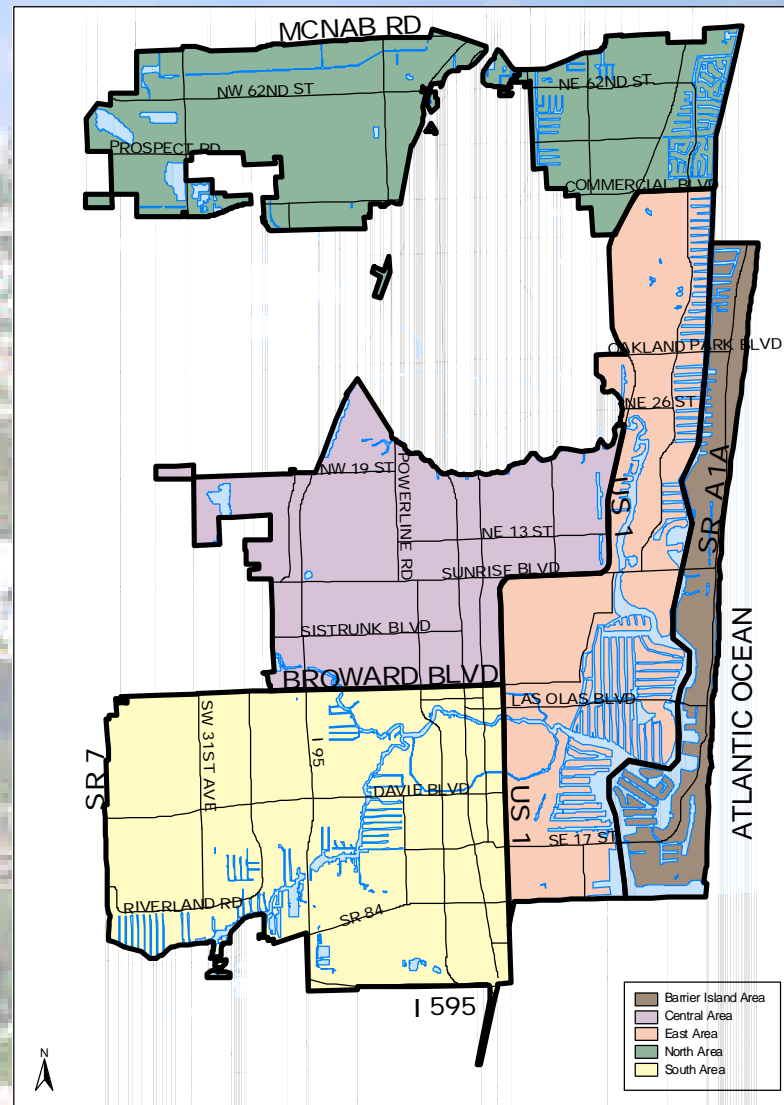 MCNAB RD
NW 62ND ST
NE 62ND ST
PROSPECT RD
COMMERCIAL BLVD
OAKLAND PARK BLVD
NE 26 ST
NW 19 ST
POWERLINE RD
US 1
SR A1A
NE 13 ST
SUNRISE BLVD
SISTRUNK BLVD
BROWARD BLVD
LAS OLAS BLVD
ATLANTIC OCEAN
SW 31ST AVE
I 95
SR 7
DAVIE BLVD
US 1
SE 17 ST
RIVERLAND RD
SR 84
I 595
Barrier Island Area
Central Area
East Area
North Area
South Area
N